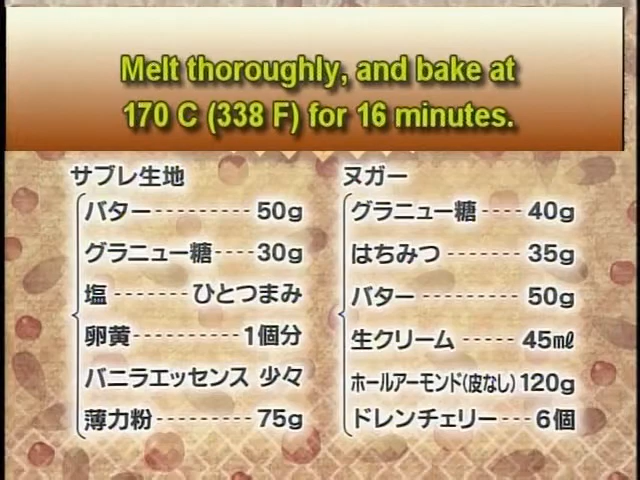 Melt thoroughly, and bake at
170 C (338 F) for 16 minutes.
サブレ生地
バター--------- 50g
グラニュー糖----30g
塩 -------ひとつまみ
卵黄----------1個分
バニラエッセンス 少々
薄力粉--------- 75g
ヌガー
グラニュー糖---- 40g
はちみつ ------- 35g
バター --------- 50g
生クリーム ----- 45㎖
ホールアーモンド(皮なし) 120g
ドレンチェリー--- 6個